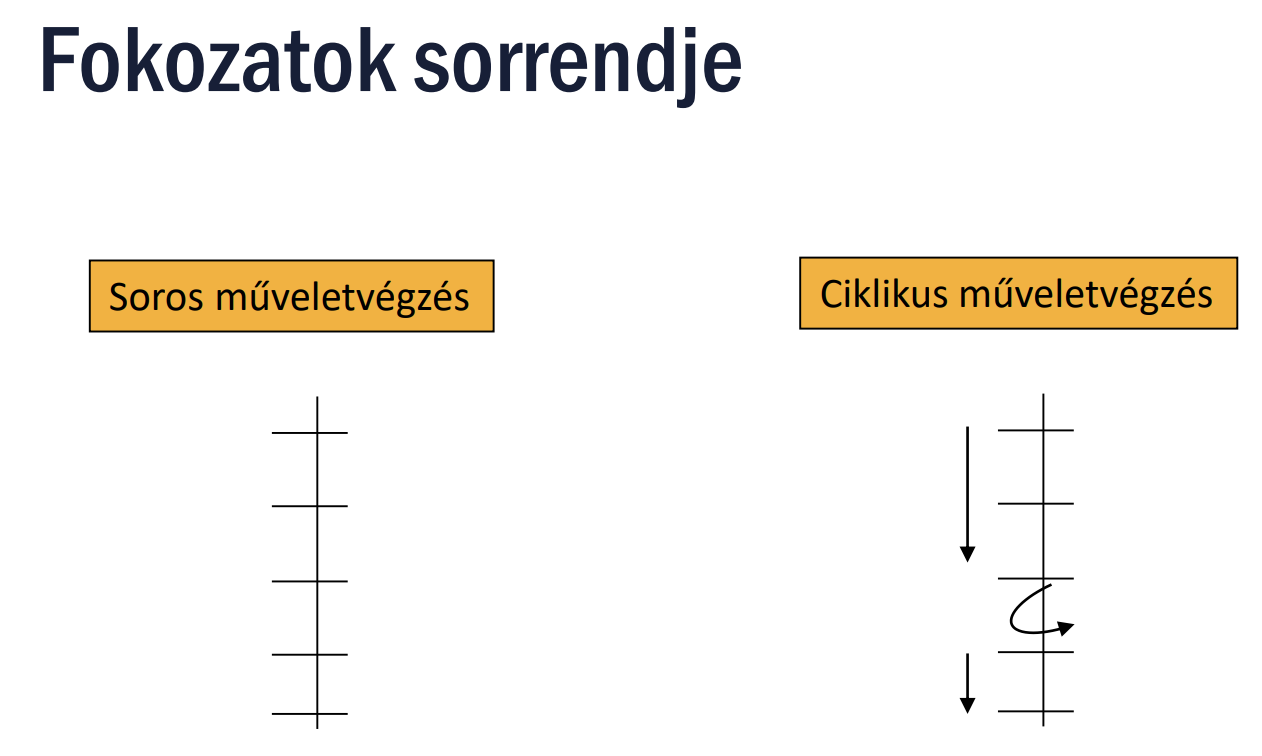 Fokozatok sorrendje
Soros műveletvégzés
Ciklikus műveletvégzés